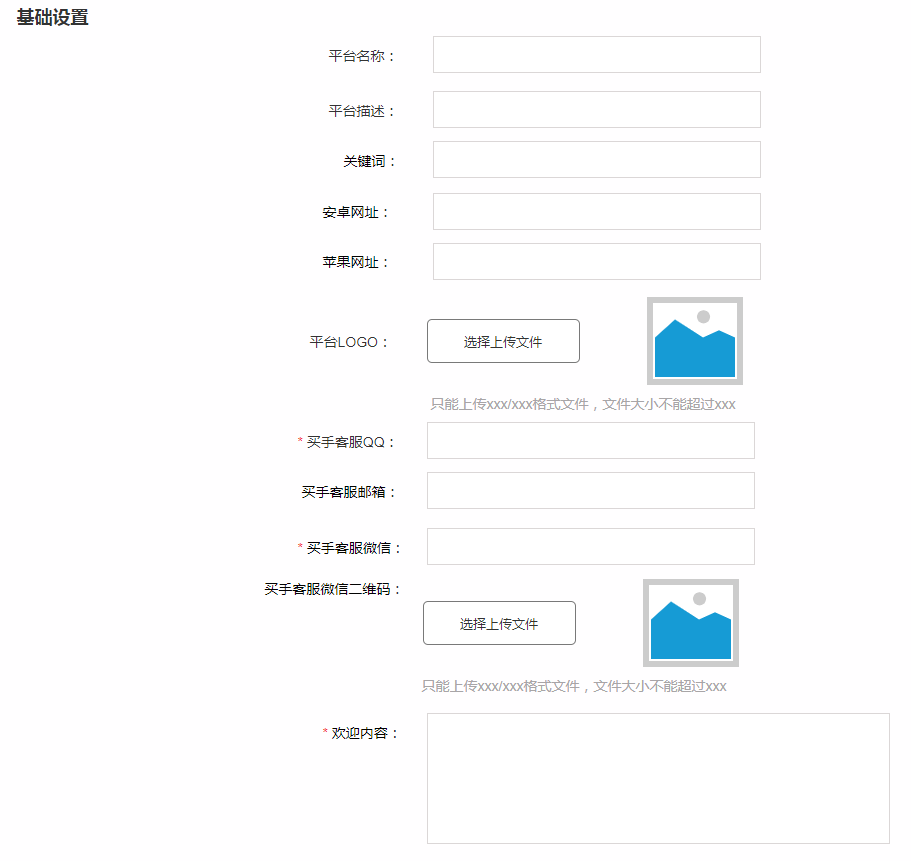 基础设置
平台名称：
平台描述：
关键词：
安卓网址：
苹果网址：
平台LOGO：
选择上传文件
只能上传xxx/xxx格式文件，文件大小不能超过xxx
* 买手客服QQ：
买手客服邮箱：
* 买手客服微信：
买手客服微信二维码：
选择上传文件
只能上传xxx/xxx格式文件，文件大小不能超过xxx
* 欢迎内容：